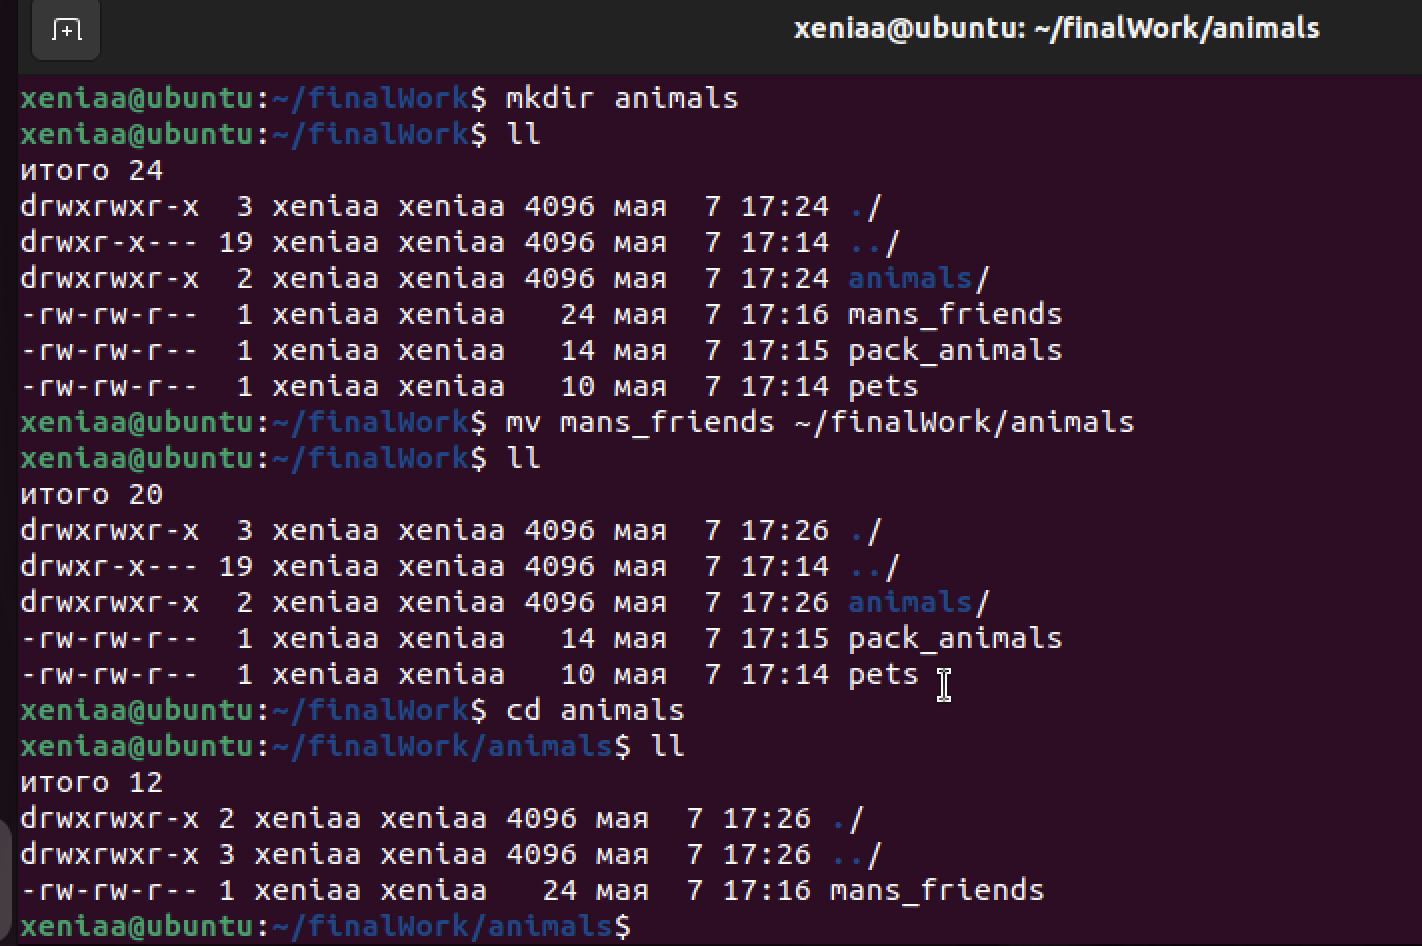 xeniaa@ubuntu: ~/finalWork/animals
xeniaa@ubuntu:~/finalWork$ mkdir animals
xeniaa@ubuntu:~/finalWork$ ll
итого 24
drwxrwxr-x  3 xeniaa xeniaa 4096 мая  7 17:24 ./
drwxr-x--- 19 xeniaa xeniaa 4096 мая  7 17:14 ../
drwxrwxr-x  2 xeniaa xeniaa 4096 мая  7 17:24 animals/
-rw-rw-r--  1 xeniaa xeniaa   24 мая  7 17:16 mans_friends
-rw-rw-r--  1 xeniaa xeniaa   14 мая  7 17:15 pack_animals
-rw-rw-r--  1 xeniaa xeniaa   10 мая  7 17:14 pets
xeniaa@ubuntu:~/finalWork$ mv mans_friends ~/finalWork/animals
xeniaa@ubuntu:~/finalWork$ ll
итого 20
drwxrwxr-x  3 xeniaa xeniaa 4096 мая  7 17:26 ./
drwxr-x--- 19 xeniaa xeniaa 4096 мая  7 17:14 ../
drwxrwxr-x  2 xeniaa xeniaa 4096 мая  7 17:26 animals/
-rw-rw-r--  1 xeniaa xeniaa   14 мая  7 17:15 pack_animals
-rw-rw-r--  1 xeniaa xeniaa   10 мая  7 17:14 pets
xeniaa@ubuntu:~/finalWork$ cd animals
xeniaa@ubuntu:~/finalWork/animals$ ll
итого 12
drwxrwxr-x 2 xeniaa xeniaa 4096 мая  7 17:26 ./
drwxrwxr-x 3 xeniaa xeniaa 4096 мая  7 17:26 ../
-rw-rw-r-- 1 xeniaa xeniaa   24 мая  7 17:16 mans_friends
xeniaa@ubuntu:~/finalWork/animals$